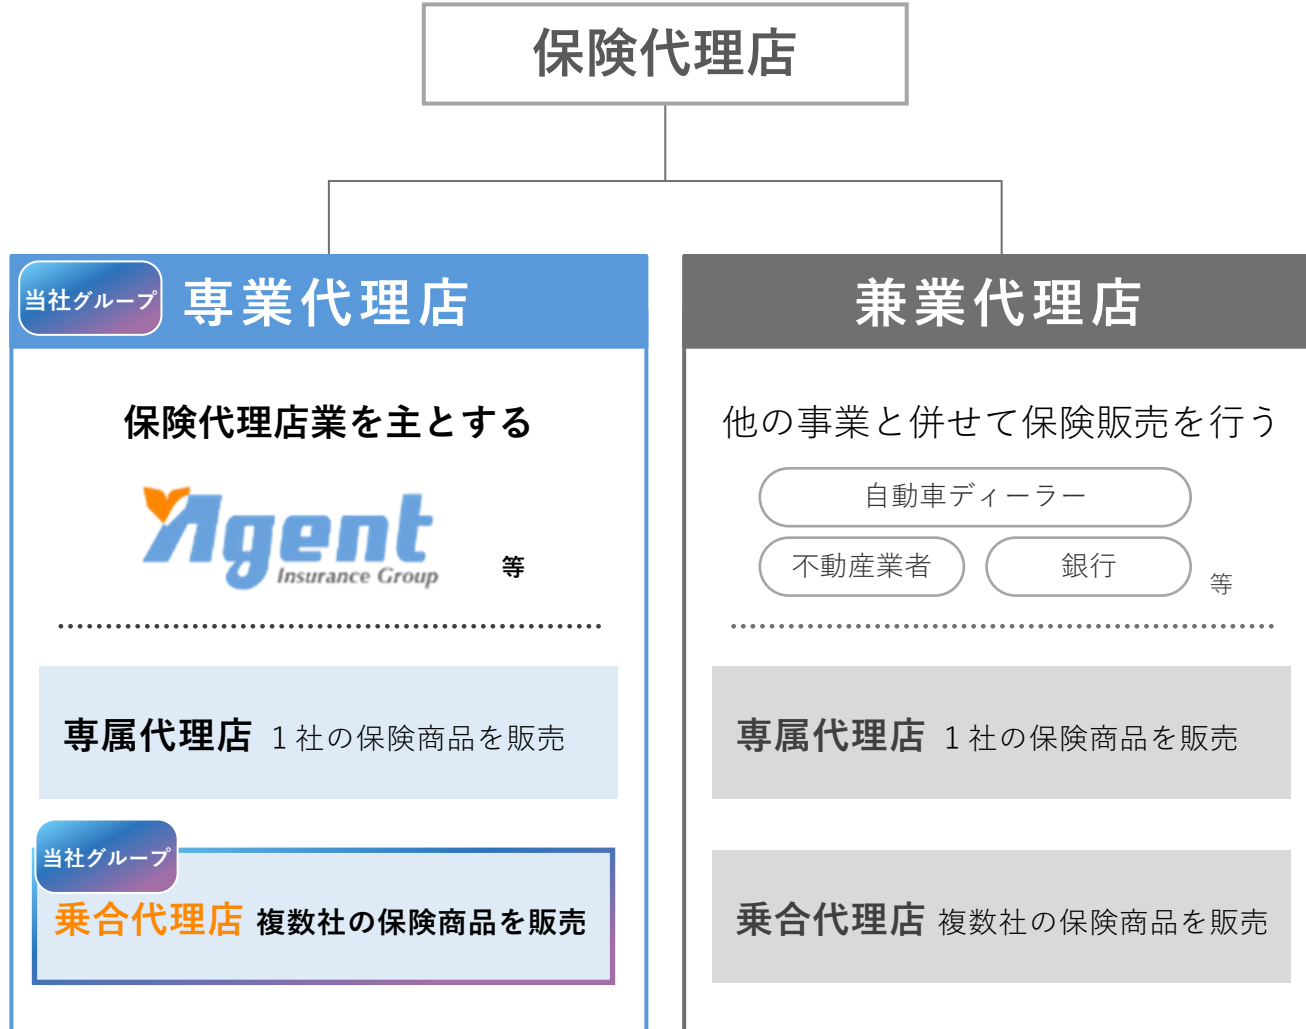 保険代理店
当社グループ
専業代理店
保険代理店業を主とする
Agent
Insurance Group
等
専属代理店 1社の保険商品を販売
当社グループ
乗合代理店 複数社の保険商品を販売
兼業代理店
他の事業と併せて保険販売を行う
自動車ディーラー
不動産業者
銀行
等
専属代理店 1社の保険商品を販売
乗合代理店 複数社の保険商品を販売